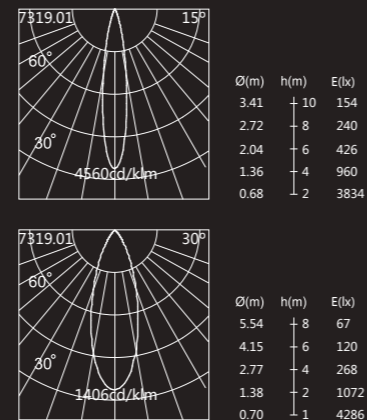 7319.01 15°
60°
30°
4560cd/klm
Ø(m) h(m) E(lx)
3.41 10 154
2.72 8 240
2.04 6 426
1.36 4 960
0.68 2 3834
7319.01 30°
60°
30°
1406cd/klm
Ø(m) h(m) E(lx)
5.54 8 67
4.15 6 120
2.77 4 268
1.38 2 1072
0.70 1 4286